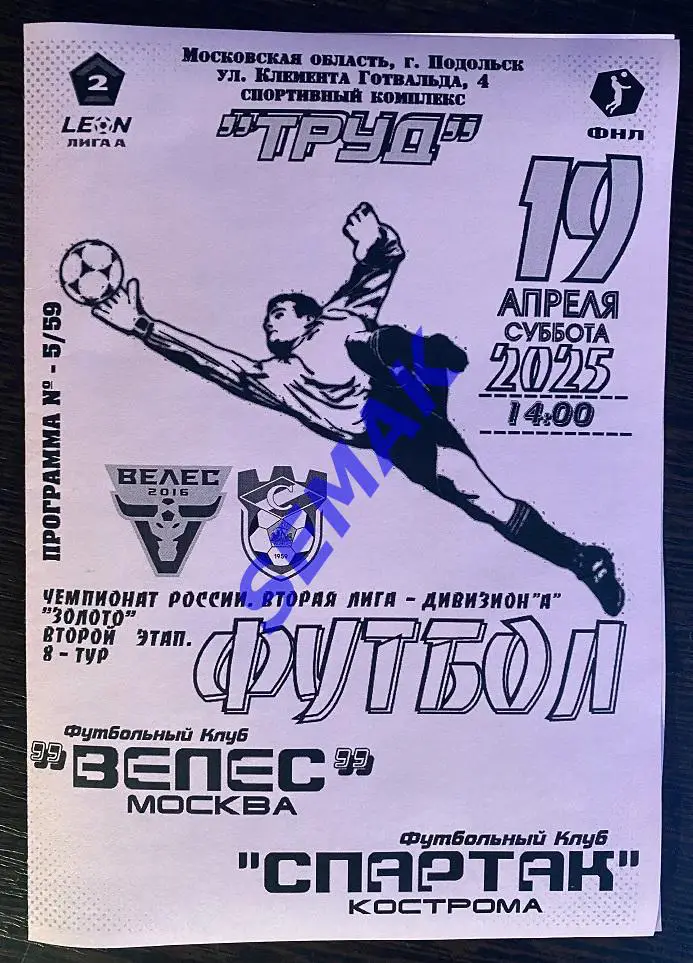 Московская область, г. Подольск
ул. Клемента Готвальда, 4
спортивный комплекс
"ТРУД"
2
LEON
ЛИГА А
ФНЛ
19
АПРЕЛЯ
СУББОТА
2025
14:00
ПРОГРАММА № - 5/59
ВЕЛЕС
2016
С
1959
SEMAK
ЧЕМПИОНАТ РОССИИ. ВТОРАЯ ЛИГА - ДИВИЗИОН "А"
"ЗОЛОТО"
ВТОРОЙ ЭТАП.
8 - ТУР
ФУТБОЛ
Футбольный Клуб
"ВЕЛЕС"
МОСКВА
Футбольный Клуб
"СПАРТАК"
КОСТРОМА